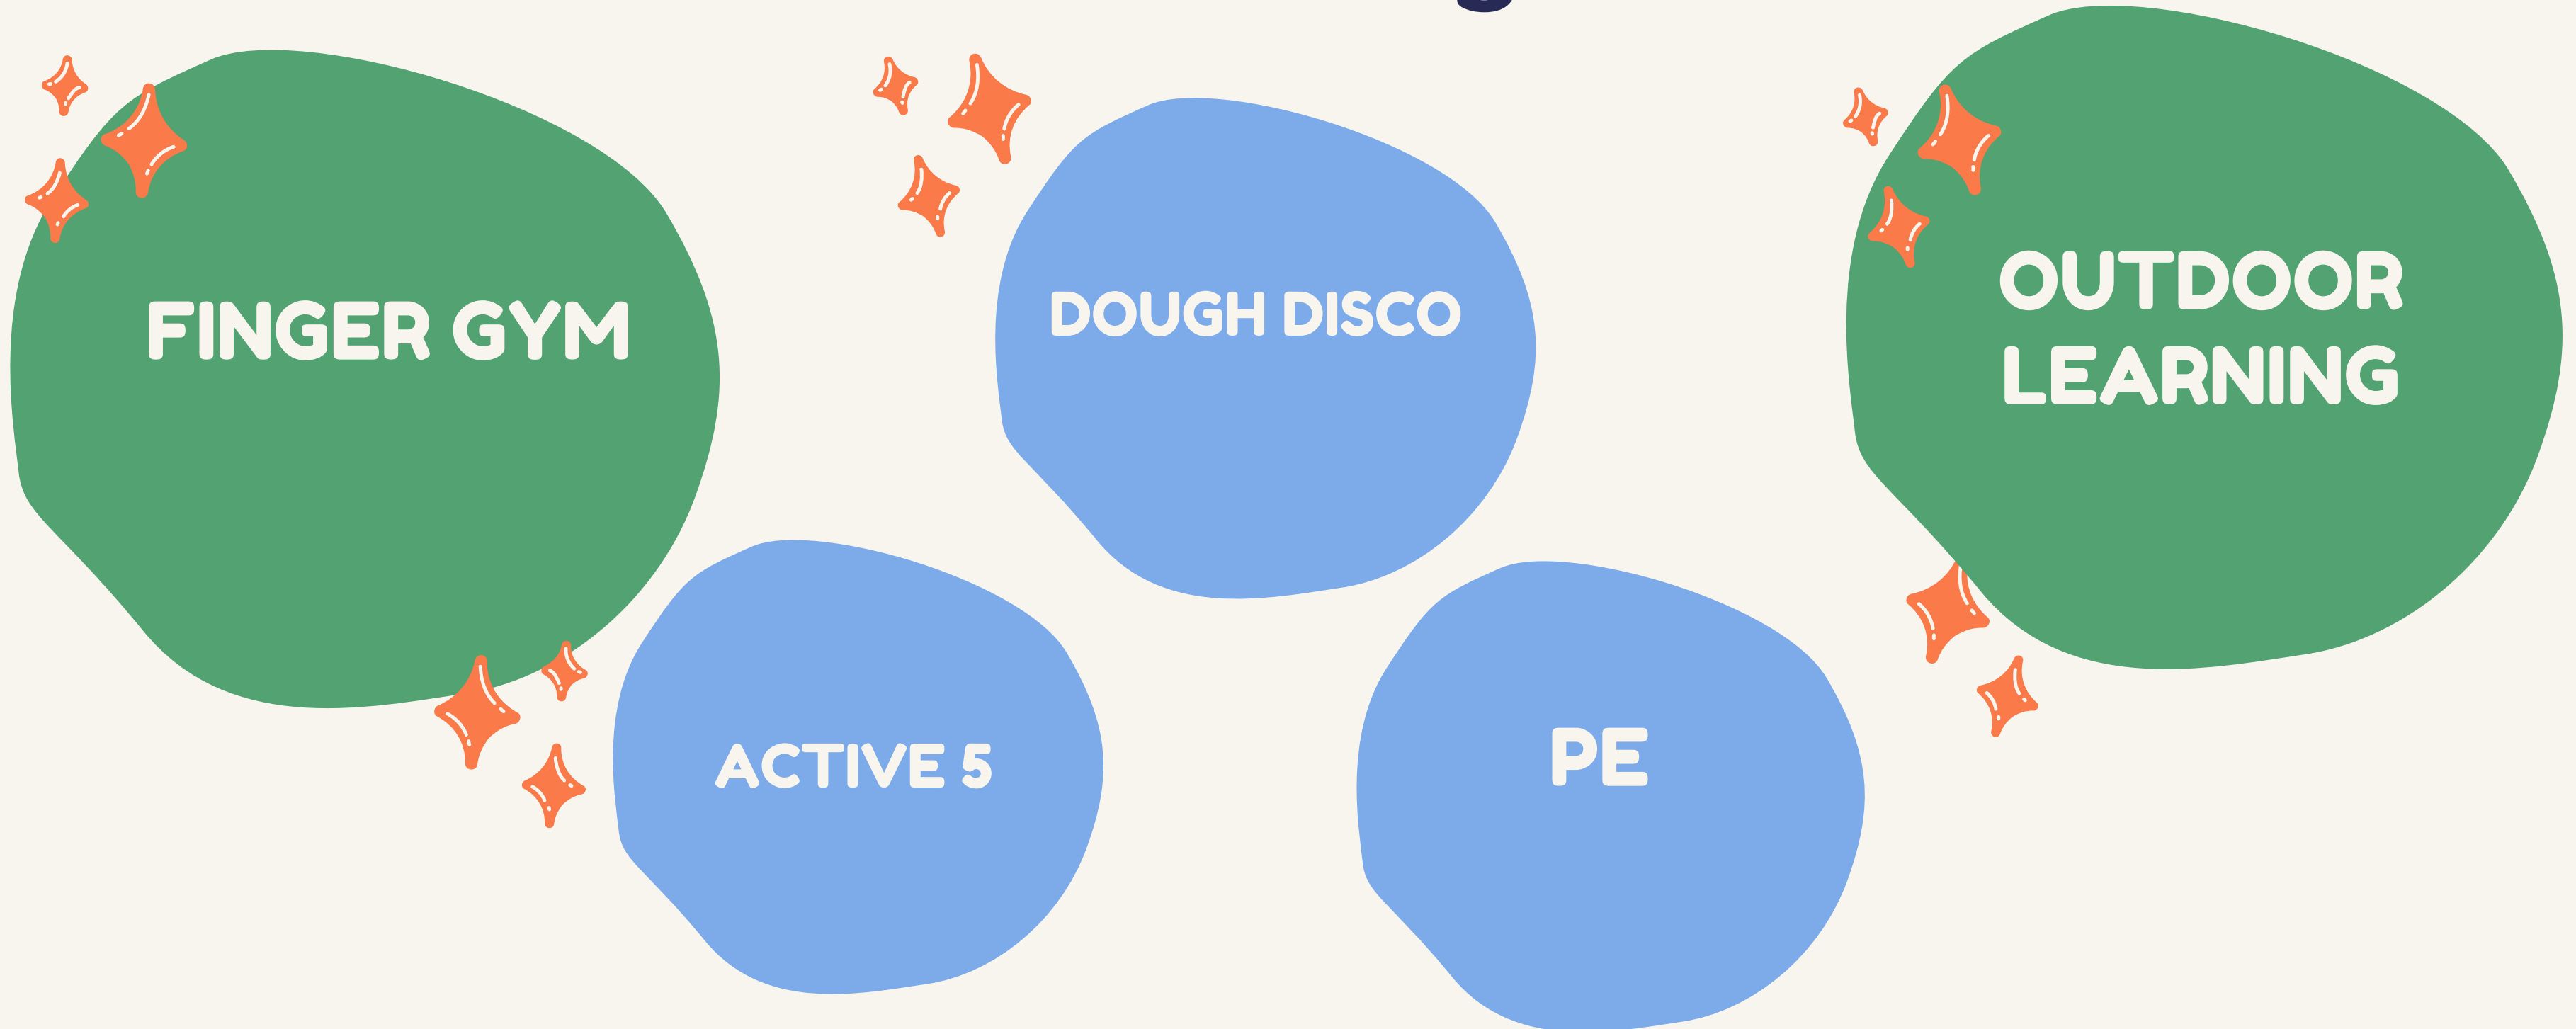 FINGER GYM
DOUGH DISCO
OUTDOOR
LEARNING
ACTIVE 5
PE